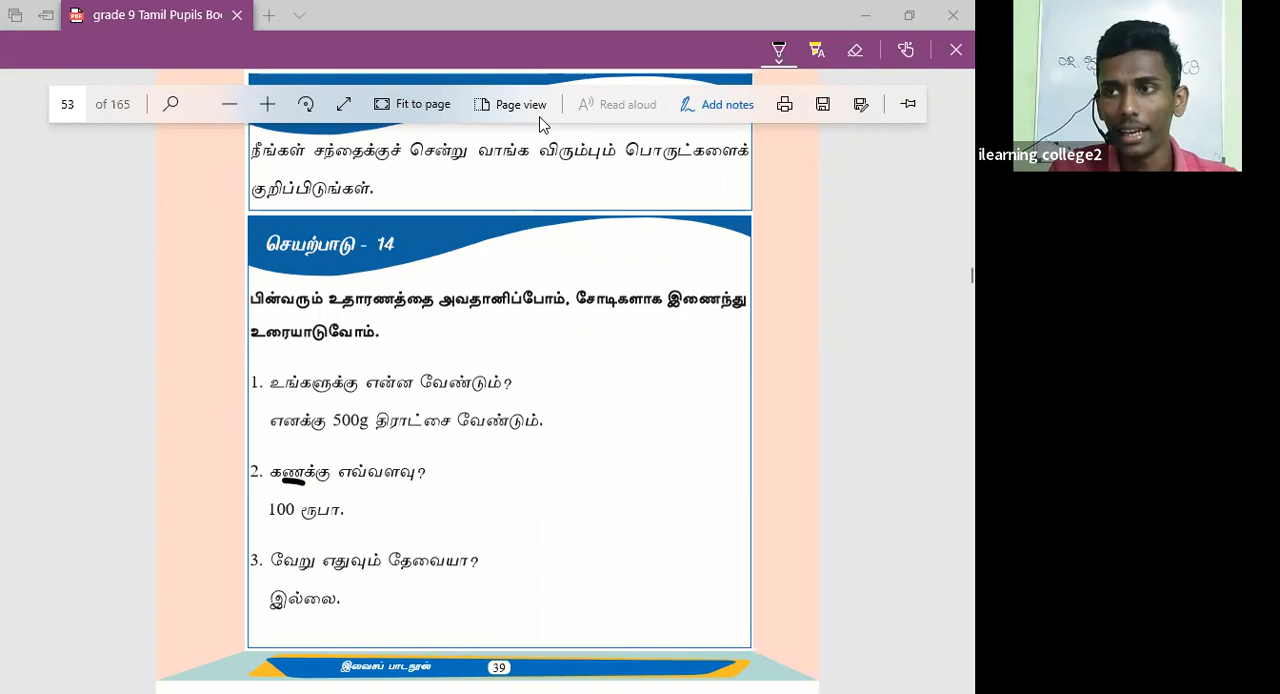 grade 9 Tamil Pupils Bo
53 of 165
Fit to page
Page view
Read aloud
Add notes
ilearning college2
நீங்கள் சந்தைக்குச் சென்று வாங்க விரும்பும் பொருட்களைக்
குறிப்பிடுங்கள்.
செயற்பாடு - 14
பின்வரும் உதாரணத்தை அவதானிப்போம், சோடிகளாக இணைந்து
உரையாடுவோம்.
1. உங்களுக்கு என்ன வேண்டும்?
எனக்கு 500g திராட்சை வேண்டும்.
2. கணக்கு எவ்வளவு?
100 ரூபா.
3. வேறு எதுவும் தேவையா?
இல்லை.
இலவசப் பாடநூல்
39